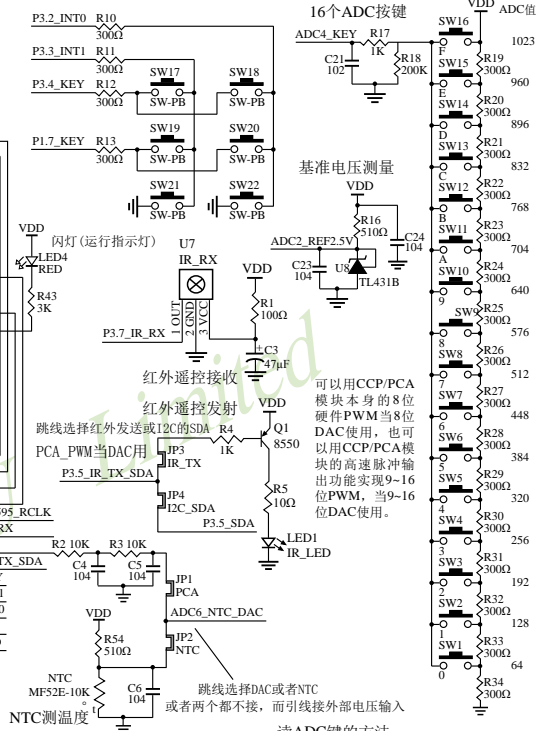 P3.2_INT0 R10
300Ω
P3.3_INT1 R11
300Ω
P3.4_KEY R12
300Ω
SW17
SW-PB
SW18
SW-PB
P1.7_KEY R13
300Ω
SW19
SW-PB
SW20
SW-PB
SW21
SW-PB
SW22
SW-PB
16个ADC按键
ADC4_KEY R17
1K
C21
102
R18
200K
VDD ADC值
SW16
F
1023
R19
300Ω
SW15
E
960
R20
300Ω
SW14
D
896
R21
300Ω
SW13
C
832
R22
300Ω
SW12
B
768
R23
300Ω
SW11
A
704
R24
300Ω
SW10
9
640
R25
300Ω
SW9
8
576
R26
300Ω
SW8
7
512
R27
300Ω
SW7
6
448
R28
300Ω
SW6
5
384
R29
300Ω
SW5
4
320
R30
300Ω
SW4
3
256
R31
300Ω
SW3
2
192
R32
300Ω
SW2
1
128
R33
300Ω
SW1
0
64
R34
300Ω
基准电压测量
VDD
R16
510Ω
ADC2_REF2.5V
C23
104
U8
TL431B
C24
104
VDD
闪灯(运行指示灯)
LED4
RED
R43
3K
U7
IR_RX
1 OUT
2 GND
3 VCC
P3.7_IR_RX
VDD
R1
100Ω
C3
47μF
红外遥控接收
Limited
红外遥控发射
跳线选择红外发送或I2C的SDA
PCA_PWM当DAC用
R4
1K
VDD
Q1
8550
JP3
IR_TX
P3.5_IR_TX_SDA
JP4
I2C_SDA
P3.5_SDA
R5
10Ω
LED1
IR_LED
可以用CCP/PCA
模块本身的8位
硬件PWM当8位
DAC使用，也可
以用CCP/PCA模
块的高速脉冲输
出功能实现9~16
位PWM，当9~16
位DAC使用。
595_RCLK
RX
TX_SDA
R2 10K R3 10K
C4
104
C5
104
JP1
PCA
ADC6_NTC_DAC
JP2
NTC
VDD
R54
510Ω
NTC
MF52E-10K
t
C6
104
NTC测温度
跳线选择DAC或者NTC
或者两个都不接，而引线接外部电压输入
读ADC键的方法